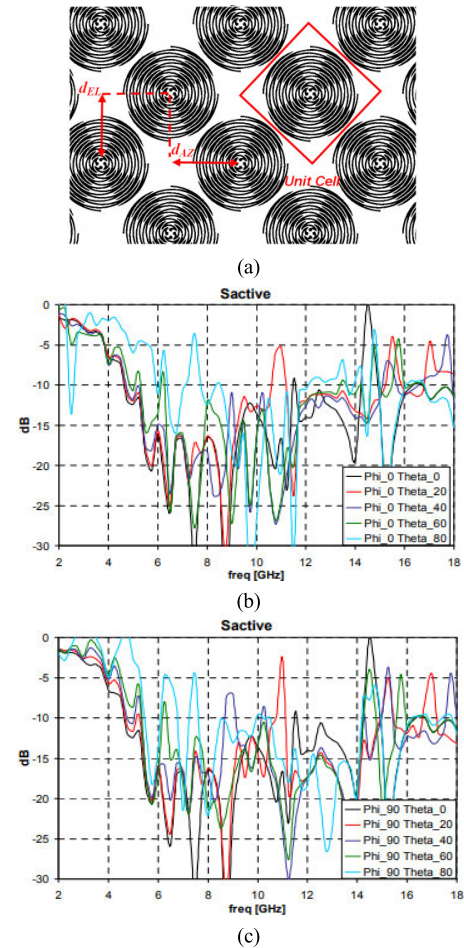 d_EL
d_AZ
Unit Cell
(a)
Sactive
0
-5
-10
-15
-20
-25
-30
dB
Phi_0 Theta_0
Phi_0 Theta_20
Phi_0 Theta_40
Phi_0 Theta_60
Phi_0 Theta_80
2 4 6 8 10 12 14 16 18
freq [GHz]
(b)
Sactive
0
-5
-10
-15
-20
-25
-30
dB
Phi_90 Theta_0
Phi_90 Theta_20
Phi_90 Theta_40
Phi_90 Theta_60
Phi_90 Theta_80
2 4 6 8 10 12 14 16 18
freq [GHz]
(c)